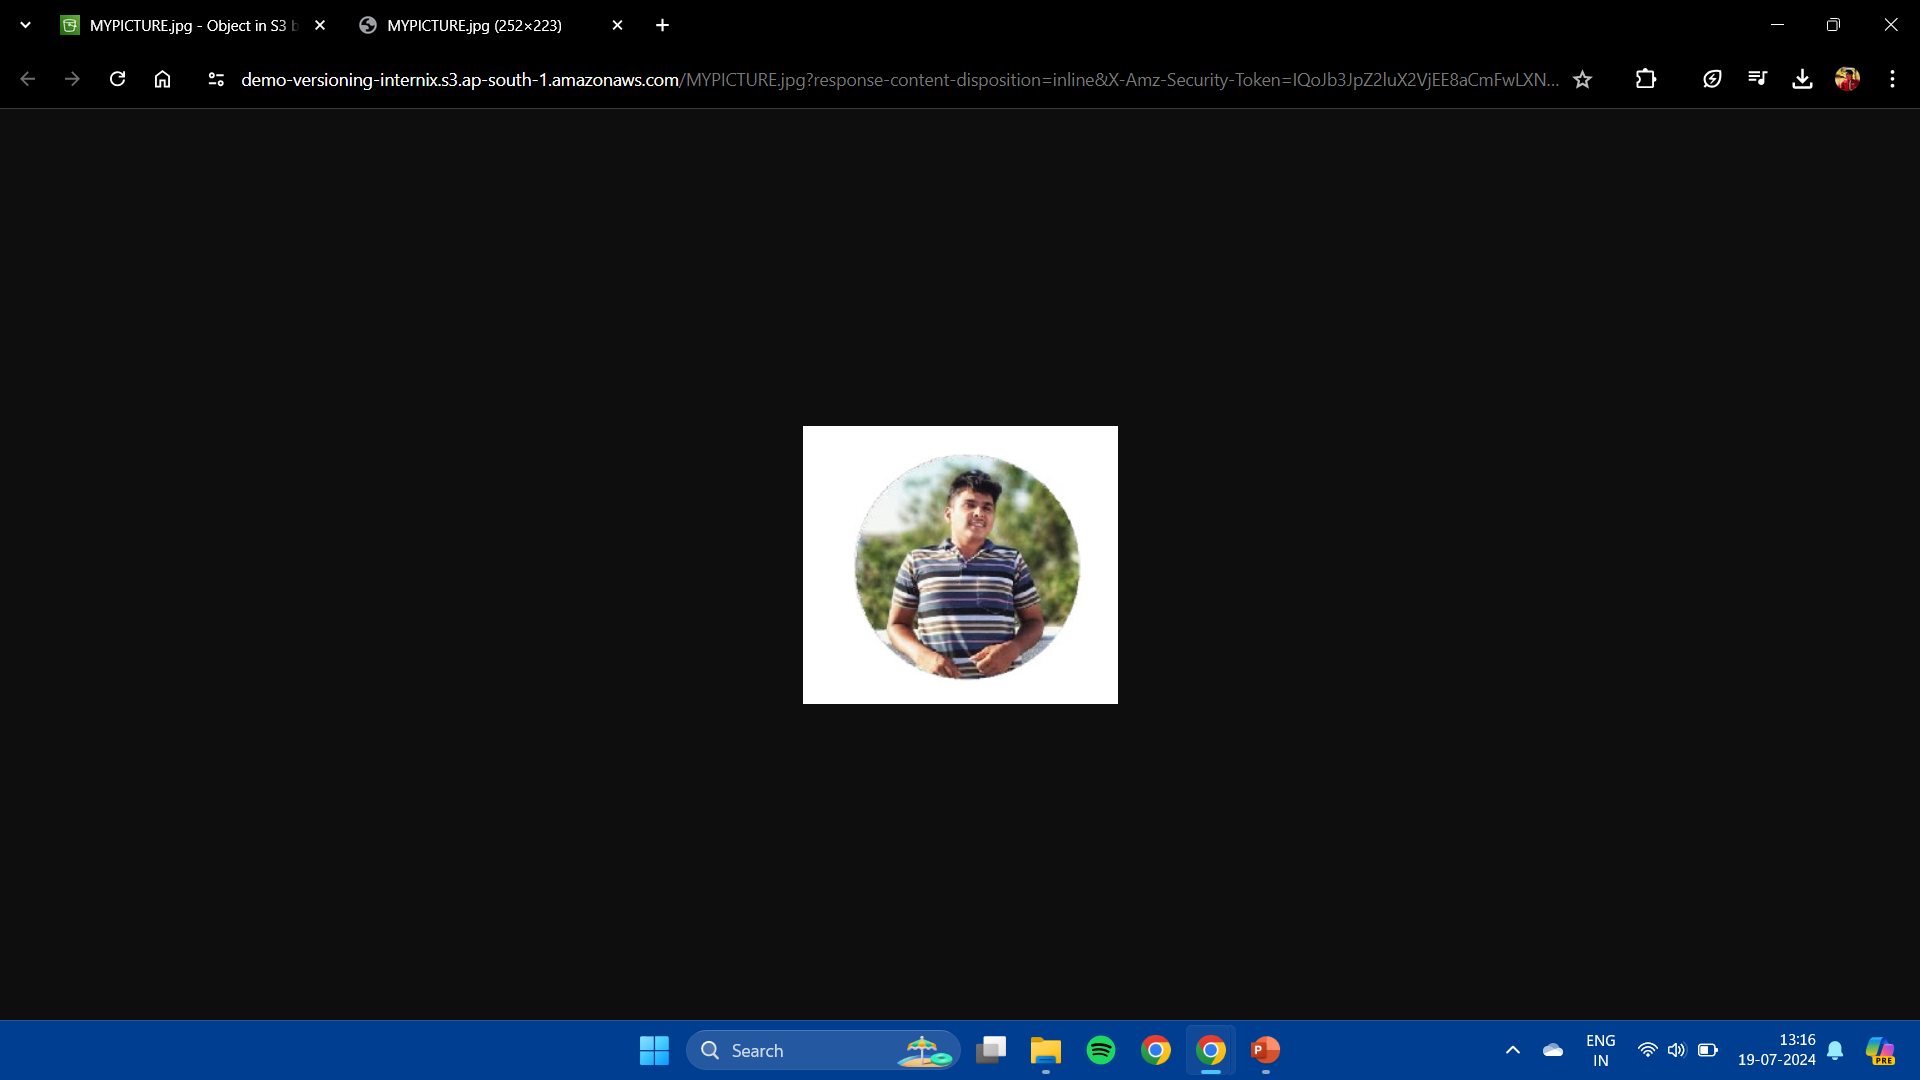 MYPICTURE.jpg - Object in S3 b
MYPICTURE.jpg (252×223)
demo-versioning-internix.s3.ap-south-1.amazonaws.com/MYPICTURE.jpg?response-content-disposition=inline&X-Amz-Security-Token=IQoJb3JpZ2luX2VjEE8aCmFwLXN...
Search
P
ENG
IN
13:16
19-07-2024
PRE